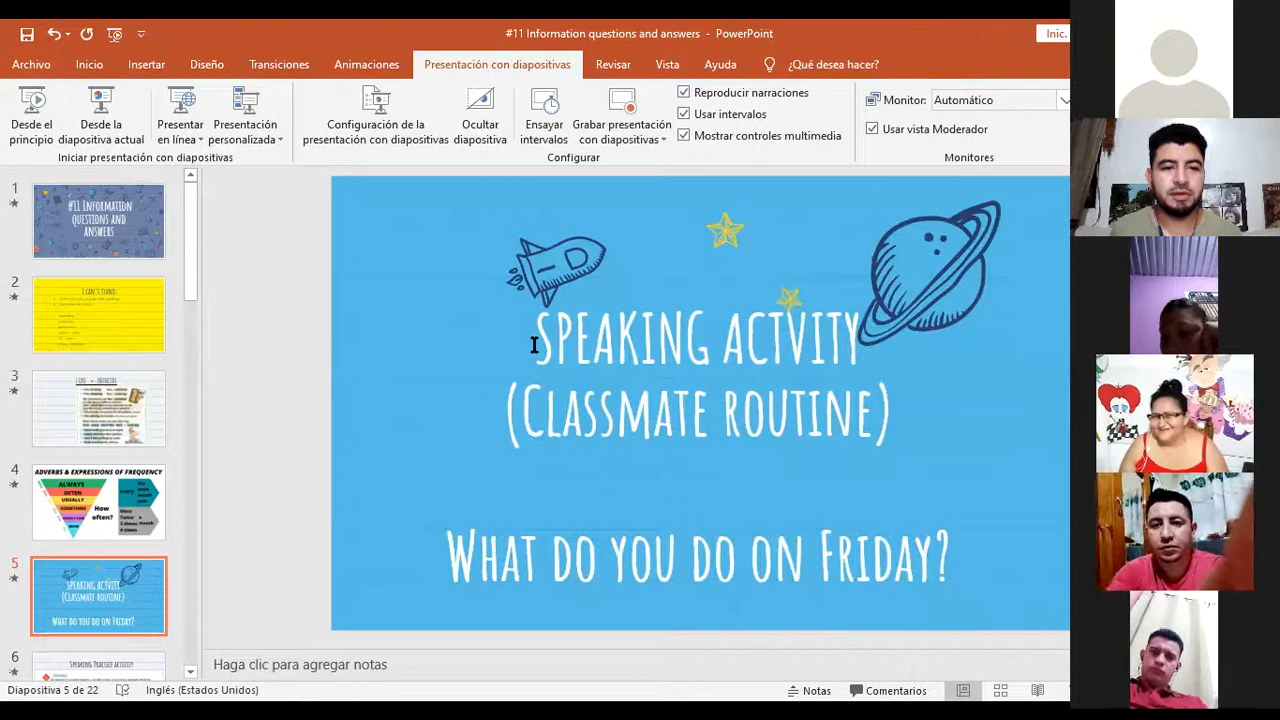 #11 Information questions and answers - PowerPoint
Inic.
Archivo Inicio Insertar Diseño Transiciones Animaciones Presentación con diapositivas Revisar Vista Ayuda ¿Qué desea hacer?
Desde el principio
Desde la diapositiva actual
Presentar en línea
Presentación personalizada
Iniciar presentación con diapositivas
Configuración de la presentación con diapositivas
Ocultar diapositiva
Ensayar intervalos
Grabar presentación con diapositivas
Reproducir narraciones
Usar intervalos
Mostrar controles multimedia
Configurar
Monitor: Automático
Usar vista Moderador
Monitores
1
#11 Information
questions and
answers
2
I can't stand:
3
4
ADVERBS & EXPRESSIONS OF FREQUENCY
ALWAYS
OFTEN
USUALLY
SOMETIMES
How often?
5
SPEAKING ACTVITY
(Classmate routine)
What do you do on Friday?
6
Speaking Practice activity
SPEAKING ACTVITY
(Classmate routine)
What do you do on Friday?
Haga clic para agregar notas
Diapositiva 5 de 22 Inglés (Estados Unidos) Notas Comentarios